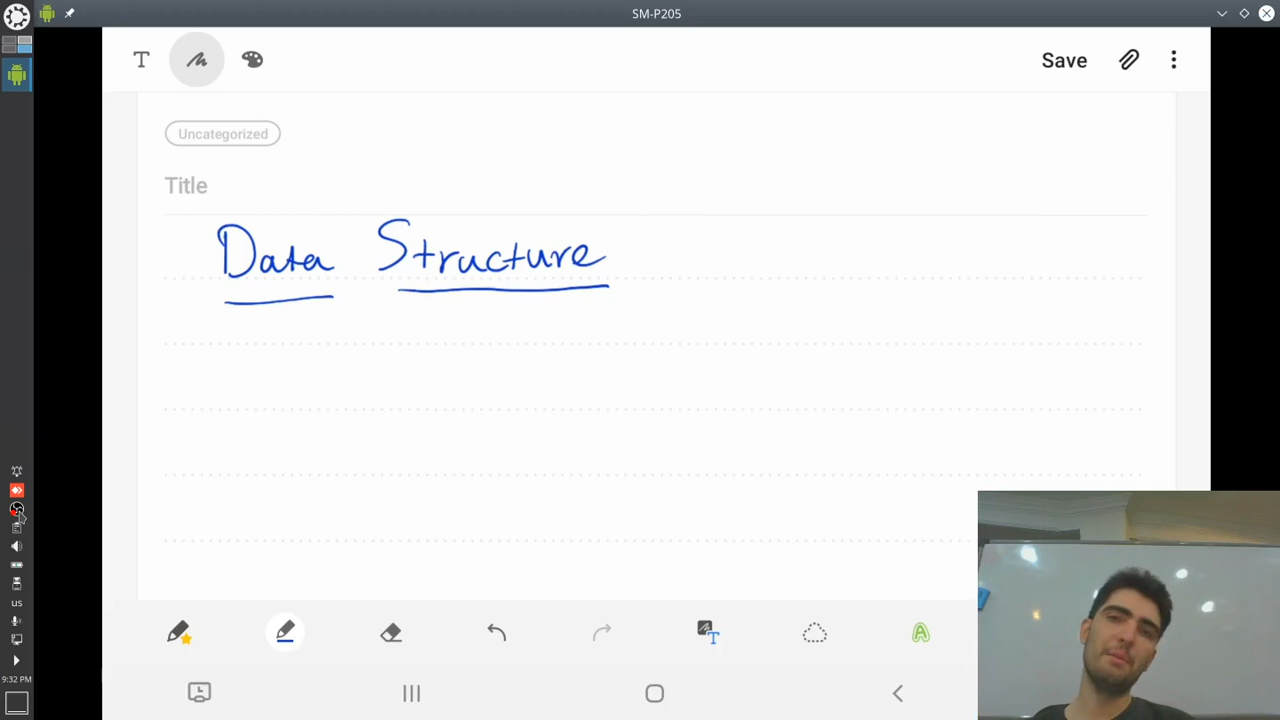 SM-P205
T Save
Uncategorized
Title
Data Structure
T
A
us
9:32 PM